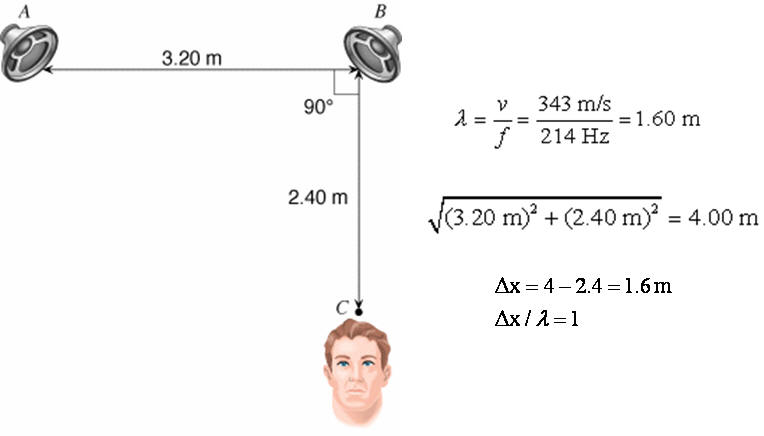 A B
3.20 m
90°
2.40 m
C
λ = v/f = 343 m/s / 214 Hz = 1.60 m
√(3.20 m)² + (2.40 m)² = 4.00 m
Δx = 4 − 2.4 = 1.6 m
Δx / λ = 1